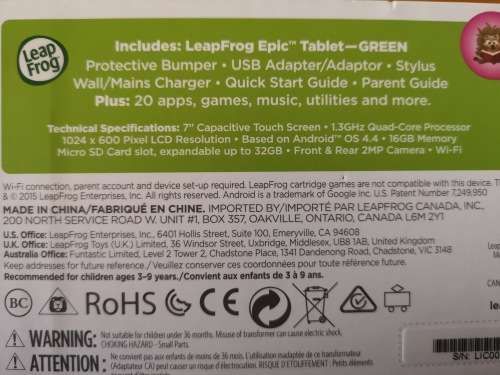 Leap
Frog
Includes: LeapFrog Epic™ Tablet—GREEN
Protective Bumper • USB Adapter/Adaptor • Stylus
Wall/Mains Charger • Quick Start Guide • Parent Guide
Plus: 20 apps, games, music, utilities and more.
Technical Specifications: 7" Capacitive Touch Screen • 1.3GHz Quad-Core Processor
1024 x 600 Pixel LCD Resolution • Based on Android™ OS 4.4 • 16GB Memory
Micro SD Card slot, expandable up to 32GB • Front & Rear 2MP Camera • Wi-Fi
Wi-Fi connection, parent account and device set-up required. LeapFrog cartridge games are not compatible with this device.
& © 2015 LeapFrog Enterprises, Inc. All rights reserved. Android is a trademark of Google Inc. U.S. Patent Number 7,249,950
MADE IN CHINA/FABRIQUÉ EN CHINE. IMPORTED BY/IMPORTÉ PAR LEAPFROG CANADA, INC.,
200 NORTH SERVICE ROAD W. UNIT #1, BOX 357, OAKVILLE, ONTARIO, CANADA L6M 2Y1
U.S. Office: LeapFrog Enterprises, Inc., 6401 Hollis Street, Suite 100, Emeryville, CA 94608
U.K. Office: LeapFrog Toys (U.K.) Limited, 36 Windsor Street, Uxbridge, Middlesex, UB8 1AB, United Kingdom
Australia Office: Funtastic Limited, Level 2 Tower 2, Chadstone Place, 1341 Dandenong Road, Chadstone, VIC 3148
Keep addresses for future reference./Veuillez conserver ces coordonnées pour toute référence future.
Recommended for children ages 3–9 years./Convient aux enfants de 3 à 9 ans.
BC RoHS CE
WARNING: Not suitable for children under 36 months. Misuse of transformer can cause electric shock.
CHOKING HAZARD - Small Parts.
ATTENTION: Ne convient pas aux enfants de moins de 36 mois. L'utilisation inadaptée de ce transformateur
(Adaptateur CA) peut causer un risque d'électrocution. RISQUE D'ÉTOUFFEMENT : Petits éléments
S/N: LIC00